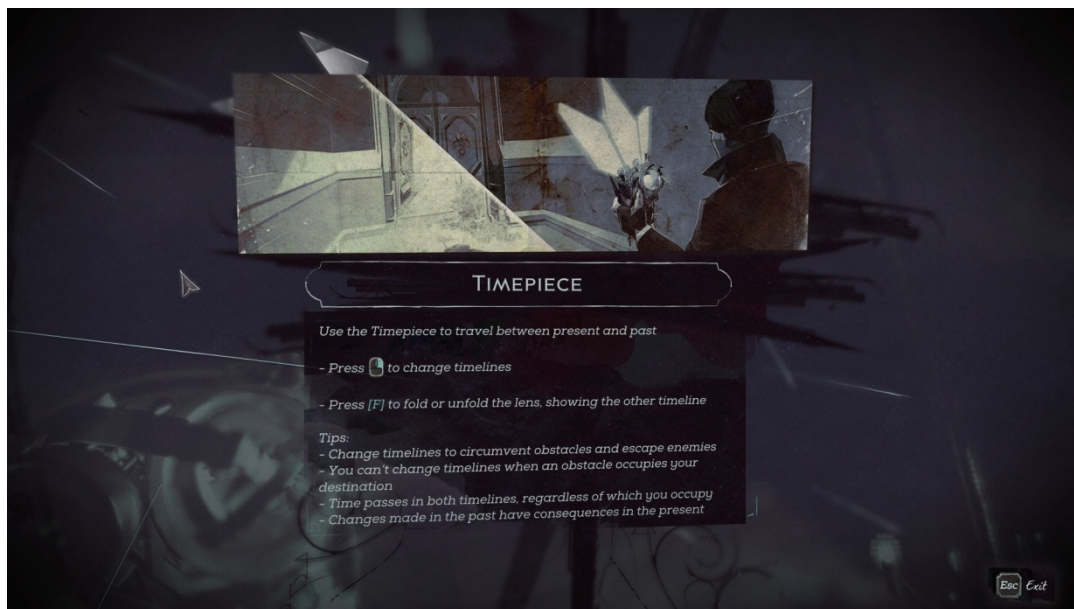 TIMEPIECE
Use the Timepiece to travel between present and past
- Press to change timelines
- Press [F] to fold or unfold the lens, showing the other timeline
Tips:
- Change timelines to circumvent obstacles and escape enemies
- You can't change timelines when an obstacle occupies your
destination
- Time passes in both timelines, regardless of which you occupy
- Changes made in the past have consequences in the present
Esc Exit